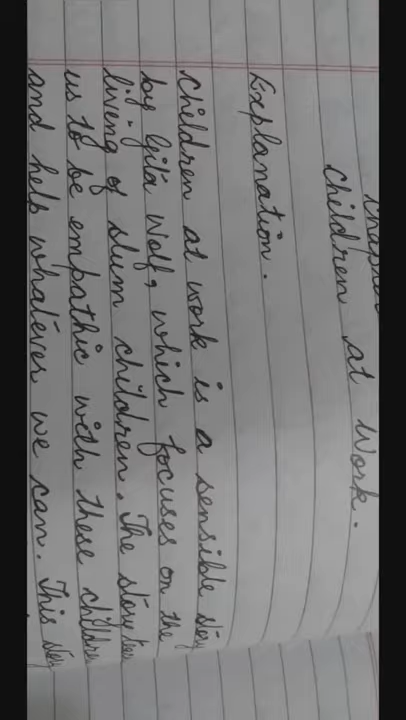 Children at Work.
Explanation.
Children at work is a sensible story
by Gita Wolf, which focuses on the
living of slum children. The story
us to be empathic with these children
and help whatever we can. This story